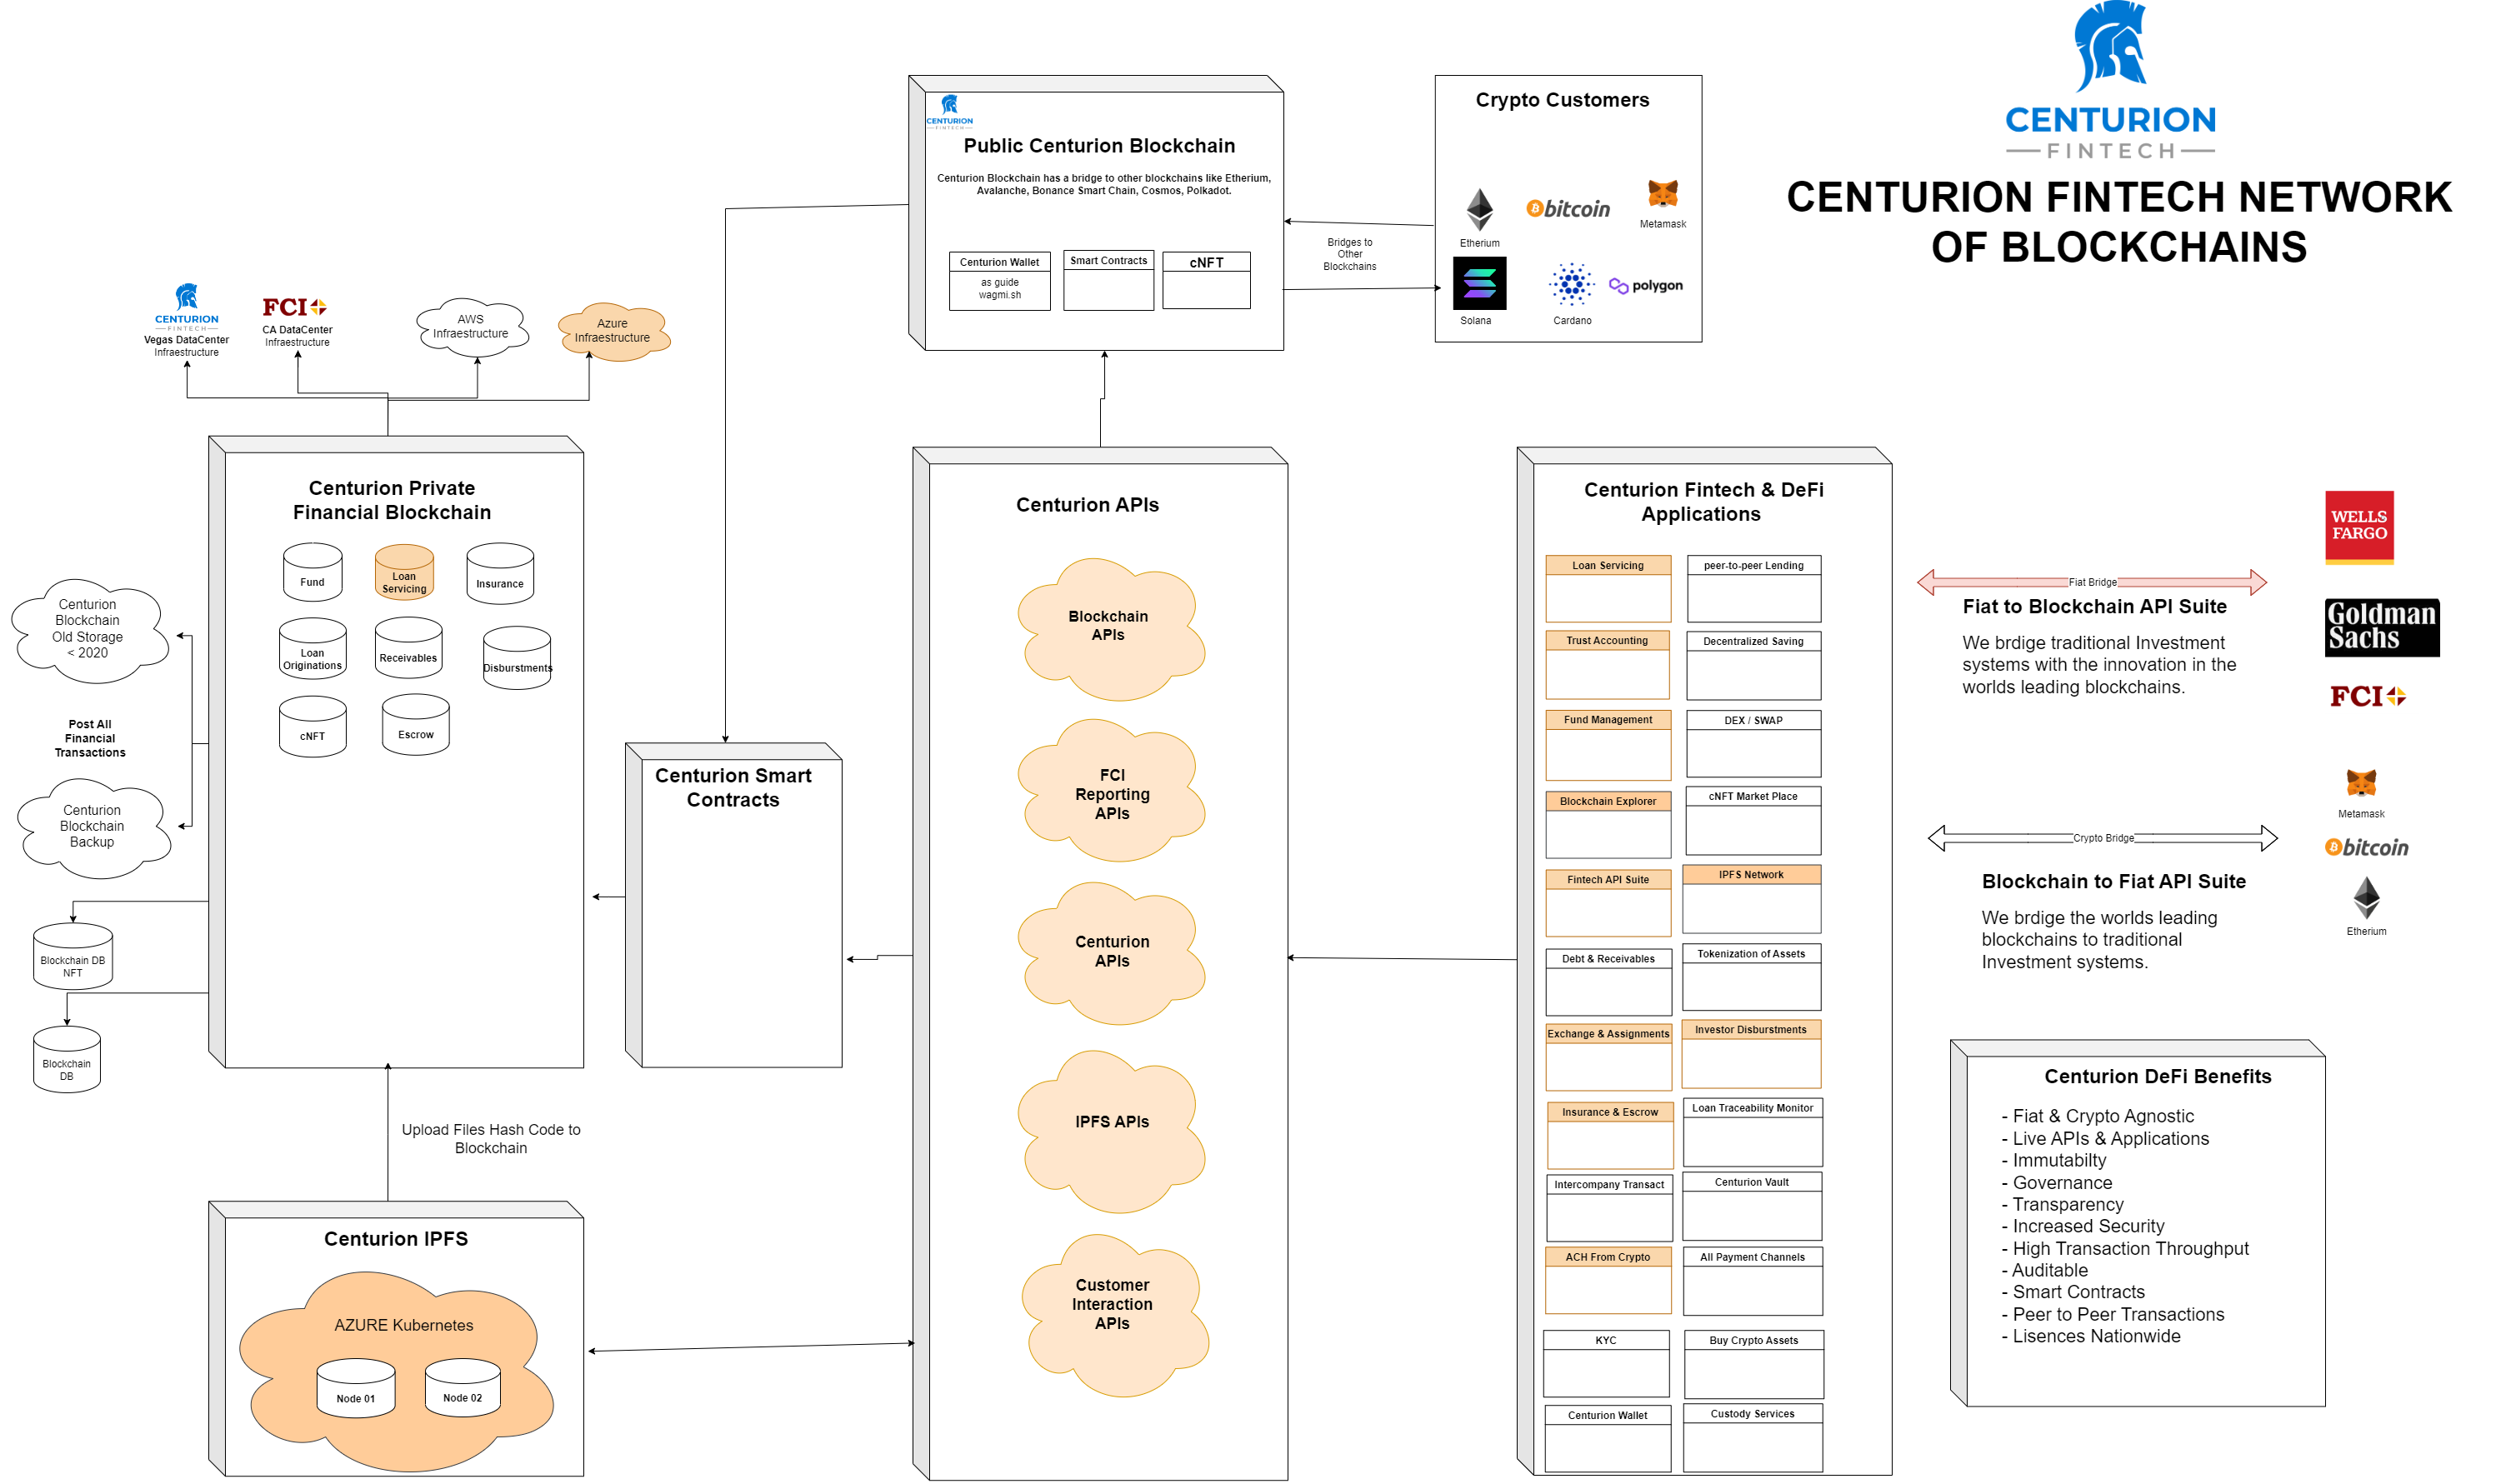 CENTURION
FINTECH
CENTURION FINTECH NETWORK
OF BLOCKCHAINS
CENTURION
FINTECH
Public Centurion Blockchain
Centurion Blockchain has a bridge to other blockchains like Etherium,
Avalanche, Bonance Smart Chain, Cosmos, Polkadot.
Centurion Wallet
as guide
wagmi.sh
Smart Contracts
cNFT
Bridges to
Other
Blockchains
Crypto Customers
Etherium
bitcoin
Metamask
Solana
Cardano
polygon
CENTURION
FINTECH
Vegas DataCenter
Infraestructure
FCI
CA DataCenter
Infraestructure
AWS
Infraestructure
Azure
Infraestructure
Centurion Private
Financial Blockchain
Fund
Loan
Servicing
Insurance
Loan
Originations
Receivables
Disburstments
cNFT
Escrow
Centurion
Blockchain
Old Storage
< 2020
Post All
Financial
Transactions
Centurion
Blockchain
Backup
Blockchain DB
NFT
Blockchain
DB
Upload Files Hash Code to
Blockchain
Centurion IPFS
AZURE Kubernetes
Node 01
Node 02
Centurion Smart
Contracts
Centurion APIs
Blockchain
APIs
FCI
Reporting
APIs
Centurion
APIs
IPFS APIs
Customer
Interaction
APIs
Centurion Fintech & DeFi
Applications
Loan Servicing
peer-to-peer Lending
Trust Accounting
Decentralized Saving
Fund Management
DEX / SWAP
Blockchain Explorer
cNFT Market Place
Fintech API Suite
IPFS Network
Debt & Receivables
Tokenization of Assets
Exchange & Assignments
Investor Disburstments
Insurance & Escrow
Loan Traceability Monitor
Intercompany Transact
Centurion Vault
ACH From Crypto
All Payment Channels
KYC
Buy Crypto Assets
Centurion Wallet
Custody Services
Fiat Bridge
Fiat to Blockchain API Suite
We brdige traditional Investment
systems with the innovation in the
worlds leading blockchains.
WELLS
FARGO
Goldman
Sachs
FCI
Crypto Bridge
Blockchain to Fiat API Suite
We brdige the worlds leading
blockchains to traditional
Investment systems.
Metamask
bitcoin
Etherium
Centurion DeFi Benefits
- Fiat & Crypto Agnostic
- Live APIs & Applications
- Immutabilty
- Governance
- Transparency
- Increased Security
- High Transaction Throughput
- Auditable
- Smart Contracts
- Peer to Peer Transactions
- Lisences Nationwide